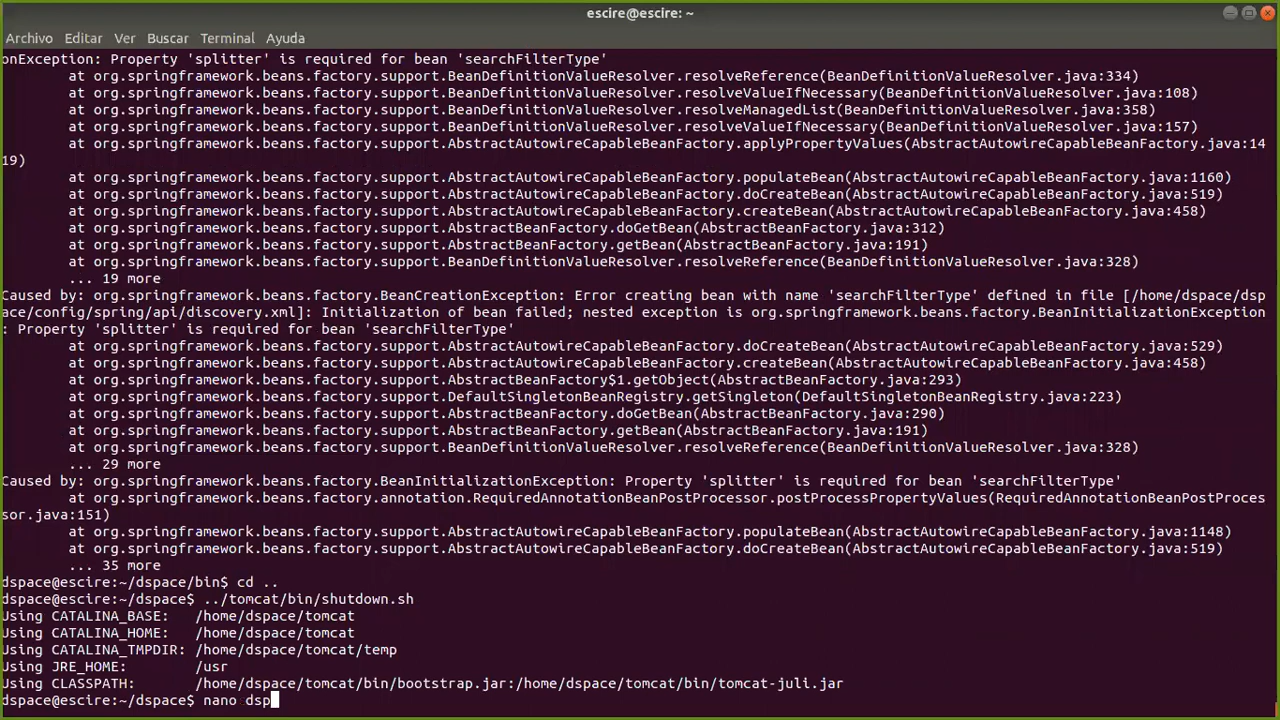 escire@escire: ~
Archivo Editar Ver Buscar Terminal Ayuda
onException: Property 'splitter' is required for bean 'searchFilterType'
at org.springframework.beans.factory.support.BeanDefinitionValueResolver.resolveReference(BeanDefinitionValueResolver.java:334)
at org.springframework.beans.factory.support.BeanDefinitionValueResolver.resolveValueIfNecessary(BeanDefinitionValueResolver.java:108)
at org.springframework.beans.factory.support.BeanDefinitionValueResolver.resolveManagedList(BeanDefinitionValueResolver.java:358)
at org.springframework.beans.factory.support.BeanDefinitionValueResolver.resolveValueIfNecessary(BeanDefinitionValueResolver.java:157)
at org.springframework.beans.factory.support.AbstractAutowireCapableBeanFactory.applyPropertyValues(AbstractAutowireCapableBeanFactory.java:14
19)
at org.springframework.beans.factory.support.AbstractAutowireCapableBeanFactory.populateBean(AbstractAutowireCapableBeanFactory.java:1160)
at org.springframework.beans.factory.support.AbstractAutowireCapableBeanFactory.doCreateBean(AbstractAutowireCapableBeanFactory.java:519)
at org.springframework.beans.factory.support.AbstractAutowireCapableBeanFactory.createBean(AbstractAutowireCapableBeanFactory.java:458)
at org.springframework.beans.factory.support.AbstractBeanFactory.doGetBean(AbstractBeanFactory.java:312)
at org.springframework.beans.factory.support.AbstractBeanFactory.getBean(AbstractBeanFactory.java:191)
at org.springframework.beans.factory.support.BeanDefinitionValueResolver.resolveReference(BeanDefinitionValueResolver.java:328)
... 19 more
Caused by: org.springframework.beans.factory.BeanCreationException: Error creating bean with name 'searchFilterType' defined in file [/home/dspace/dsp
ace/config/spring/api/discovery.xml]: Initialization of bean failed; nested exception is org.springframework.beans.factory.BeanInitializationException
: Property 'splitter' is required for bean 'searchFilterType'
at org.springframework.beans.factory.support.AbstractAutowireCapableBeanFactory.doCreateBean(AbstractAutowireCapableBeanFactory.java:529)
at org.springframework.beans.factory.support.AbstractAutowireCapableBeanFactory.createBean(AbstractAutowireCapableBeanFactory.java:458)
at org.springframework.beans.factory.support.AbstractBeanFactory$1.getObject(AbstractBeanFactory.java:293)
at org.springframework.beans.factory.support.DefaultSingletonBeanRegistry.getSingleton(DefaultSingletonBeanRegistry.java:223)
at org.springframework.beans.factory.support.AbstractBeanFactory.doGetBean(AbstractBeanFactory.java:290)
at org.springframework.beans.factory.support.AbstractBeanFactory.getBean(AbstractBeanFactory.java:191)
at org.springframework.beans.factory.support.BeanDefinitionValueResolver.resolveReference(BeanDefinitionValueResolver.java:328)
... 29 more
Caused by: org.springframework.beans.factory.BeanInitializationException: Property 'splitter' is required for bean 'searchFilterType'
at org.springframework.beans.factory.annotation.RequiredAnnotationBeanPostProcessor.postProcessPropertyValues(RequiredAnnotationBeanPostProces
sor.java:151)
at org.springframework.beans.factory.support.AbstractAutowireCapableBeanFactory.populateBean(AbstractAutowireCapableBeanFactory.java:1148)
at org.springframework.beans.factory.support.AbstractAutowireCapableBeanFactory.doCreateBean(AbstractAutowireCapableBeanFactory.java:519)
... 35 more
dspace@escire:~/dspace/bin$ cd ..
dspace@escire:~/dspace$ ../tomcat/bin/shutdown.sh
Using CATALINA_BASE: /home/dspace/tomcat
Using CATALINA_HOME: /home/dspace/tomcat
Using CATALINA_TMPDIR: /home/dspace/tomcat/temp
Using JRE_HOME: /usr
Using CLASSPATH: /home/dspace/tomcat/bin/bootstrap.jar:/home/dspace/tomcat/bin/tomcat-juli.jar
dspace@escire:~/dspace$ nano dsp